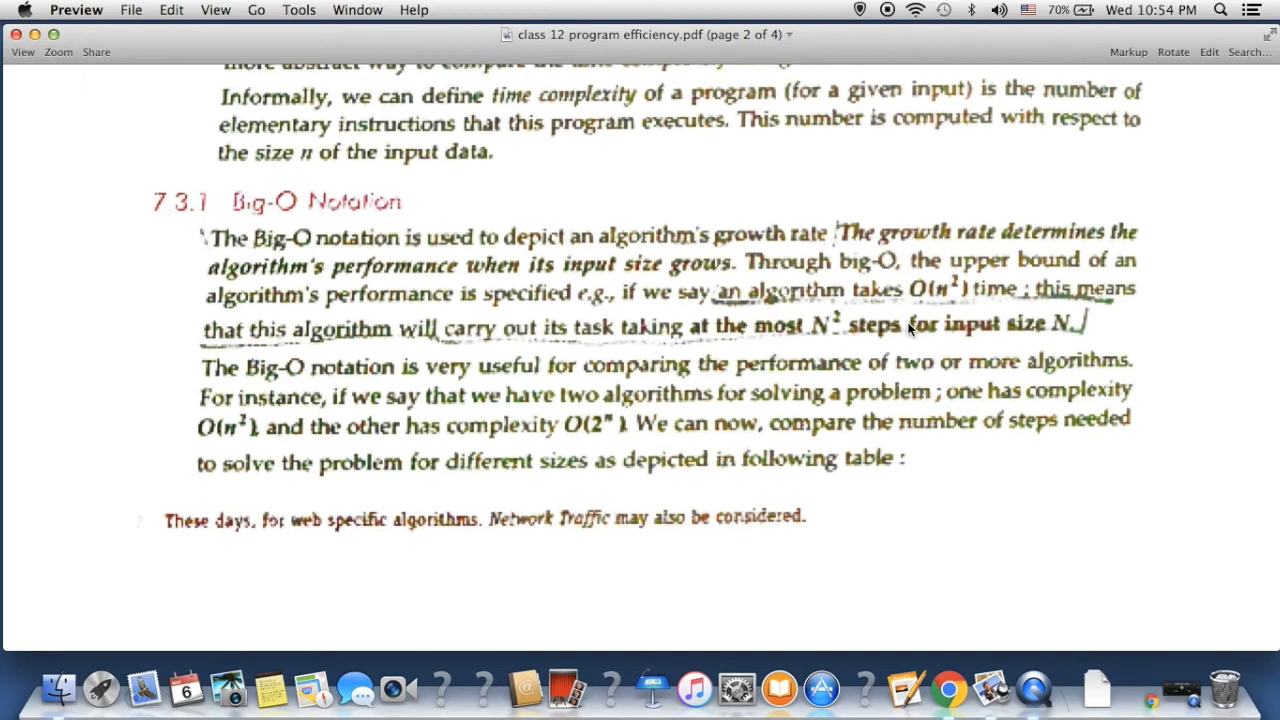 Preview File Edit View Go Tools Window Help 70% Wed 10:54 PM
class 12 program efficiency.pdf (page 2 of 4)
View Zoom Share Markup Rotate Edit Search...
more abstract way to compare the time
Informally, we can define time complexity of a program (for a given input) is the number of
elementary instructions that this program executes. This number is computed with respect to
the size n of the input data.
7 3.1 Big-O Notation
The Big-O notation is used to depict an algorithm's growth rate The growth rate determines the
algorithm's performance when its input size grows. Through big-O, the upper bound of an
algorithm's performance is specified e.g., if we say an algorithm takes O(n²) time ; this means
that this algorithm will carry out its task taking at the most N² steps for input size N.
The Big-O notation is very useful for comparing the performance of two or more algorithms.
For instance, if we say that we have two algorithms for solving a problem ; one has complexity
O(n²), and the other has complexity O(2ⁿ). We can now, compare the number of steps needed
to solve the problem for different sizes as depicted in following table :
These days, for web specific algorithms. Network Traffic may also be considered.
6